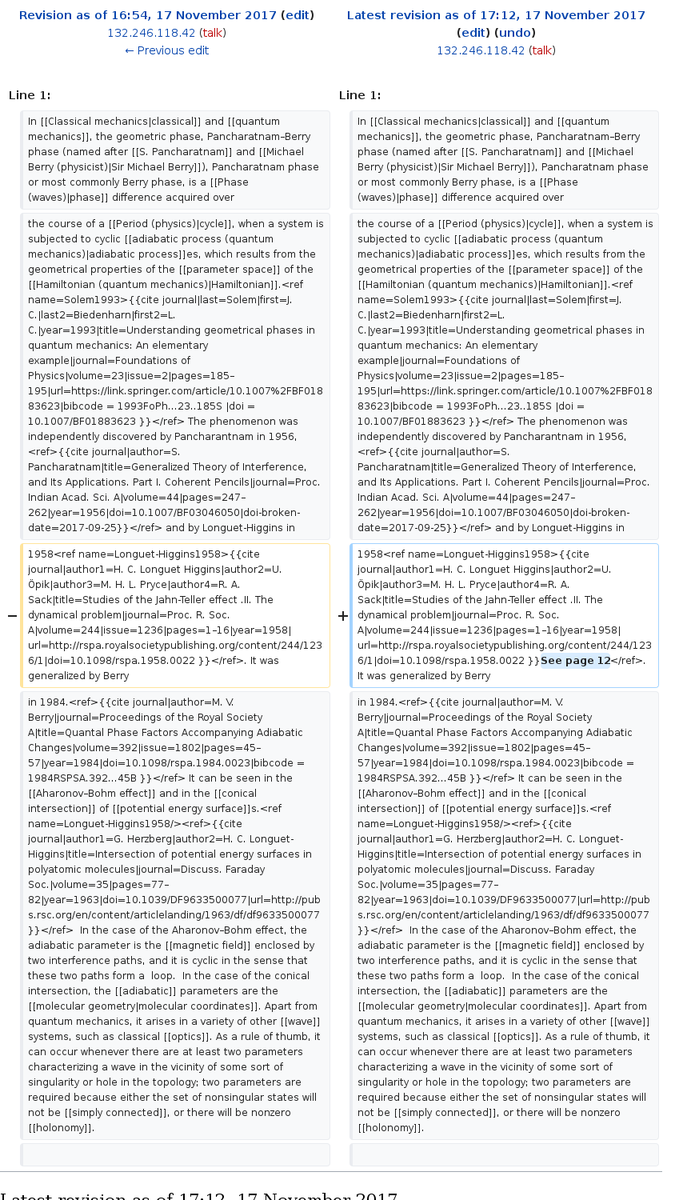 Revision as of 16:54, 17 November 2017 (edit)
132.246.118.42 (talk)
← Previous edit
Latest revision as of 17:12, 17 November 2017
(edit) (undo)
132.246.118.42 (talk)
Line 1:
Line 1:
In [[Classical mechanics|classical]] and [[quantum
mechanics]], the geometric phase, Pancharatnam–Berry
phase (named after [[S. Pancharatnam]] and [[Michael
Berry (physicist)|Sir Michael Berry]]), Pancharatnam phase
or most commonly Berry phase, is a [[Phase
(waves)|phase]] difference acquired over
In [[Classical mechanics|classical]] and [[quantum
mechanics]], the geometric phase, Pancharatnam–Berry
phase (named after [[S. Pancharatnam]] and [[Michael
Berry (physicist)|Sir Michael Berry]]), Pancharatnam phase
or most commonly Berry phase, is a [[Phase
(waves)|phase]] difference acquired over
the course of a [[Period (physics)|cycle]], when a system is
subjected to cyclic [[adiabatic process (quantum
mechanics)|adiabatic process]]es, which results from the
geometrical properties of the [[parameter space]] of the
[[Hamiltonian (quantum mechanics)|Hamiltonian]].<ref
name=Solem1993>{{cite journal|last=Solem|first=J.
C.|last2=Biedenharn|first2=L.
C.|year=1993|title=Understanding geometrical phases in
quantum mechanics: An elementary
example|journal=Foundations of
Physics|volume=23|issue=2|pages=185–
195|url=https://link.springer.com/article/10.1007%2FBF018
83623|bibcode = 1993FoPh...23..185S |doi =
10.1007/BF01883623 }}</ref> The phenomenon was
independently discovered by Pancharantnam in 1956,
<ref>{{cite journal|author=S.
Pancharatnam|title=Generalized Theory of Interference,
and Its Applications. Part I. Coherent Pencils|journal=Proc.
Indian Acad. Sci. A|volume=44|pages=247–
262|year=1956|doi=10.1007/BF03046050|doi-broken-
date=2017-09-25}}</ref> and by Longuet-Higgins in
the course of a [[Period (physics)|cycle]], when a system is
subjected to cyclic [[adiabatic process (quantum
mechanics)|adiabatic process]]es, which results from the
geometrical properties of the [[parameter space]] of the
[[Hamiltonian (quantum mechanics)|Hamiltonian]].<ref
name=Solem1993>{{cite journal|last=Solem|first=J.
C.|last2=Biedenharn|first2=L.
C.|year=1993|title=Understanding geometrical phases in
quantum mechanics: An elementary
example|journal=Foundations of
Physics|volume=23|issue=2|pages=185–
195|url=https://link.springer.com/article/10.1007%2FBF018
83623|bibcode = 1993FoPh...23..185S |doi =
10.1007/BF01883623 }}</ref> The phenomenon was
independently discovered by Pancharantnam in 1956,
<ref>{{cite journal|author=S.
Pancharatnam|title=Generalized Theory of Interference,
and Its Applications. Part I. Coherent Pencils|journal=Proc.
Indian Acad. Sci. A|volume=44|pages=247–
262|year=1956|doi=10.1007/BF03046050|doi-broken-
date=2017-09-25}}</ref> and by Longuet-Higgins in
−
1958<ref name=Longuet-Higgins1958>{{cite
journal|author1=H. C. Longuet Higgins|author2=U.
Öpik|author3=M. H. L. Pryce|author4=R. A.
Sack|title=Studies of the Jahn-Teller effect .II. The
dynamical problem|journal=Proc. R. Soc.
A|volume=244|issue=1236|pages=1–16|year=1958|
url=http://rspa.royalsocietypublishing.org/content/244/123
6/1|doi=10.1098/rspa.1958.0022 }}</ref>. It was
generalized by Berry
+
1958<ref name=Longuet-Higgins1958>{{cite
journal|author1=H. C. Longuet Higgins|author2=U.
Öpik|author3=M. H. L. Pryce|author4=R. A.
Sack|title=Studies of the Jahn-Teller effect .II. The
dynamical problem|journal=Proc. R. Soc.
A|volume=244|issue=1236|pages=1–16|year=1958|
url=http://rspa.royalsocietypublishing.org/content/244/123
6/1|doi=10.1098/rspa.1958.0022 }}See page 12</ref>.
It was generalized by Berry
in 1984.<ref>{{cite journal|author=M. V.
Berry|journal=Proceedings of the Royal Society
A|title=Quantal Phase Factors Accompanying Adiabatic
Changes|volume=392|issue=1802|pages=45–
57|year=1984|doi=10.1098/rspa.1984.0023|bibcode =
1984RSPSA.392...45B }}</ref> It can be seen in the
[[Aharonov–Bohm effect]] and in the [[conical
intersection]] of [[potential energy surface]]s.<ref
name=Longuet-Higgins1958/><ref>{{cite
journal|author1=G. Herzberg|author2=H. C. Longuet-
Higgins|title=Intersection of potential energy surfaces in
polyatomic molecules|journal=Discuss. Faraday
Soc.|volume=35|pages=77–
82|year=1963|doi=10.1039/DF9633500077|url=http://pub
s.rsc.org/en/content/articlelanding/1963/df/df9633500077
}}</ref>  In the case of the Aharonov–Bohm effect, the
adiabatic parameter is the [[magnetic field]] enclosed by
two interference paths, and it is cyclic in the sense that
these two paths form a  loop.  In the case of the conical
intersection, the [[adiabatic]] parameters are the
[[molecular geometry|molecular coordinates]]. Apart from
quantum mechanics, it arises in a variety of other [[wave]]
systems, such as classical [[optics]]. As a rule of thumb, it
can occur whenever there are at least two parameters
characterizing a wave in the vicinity of some sort of
singularity or hole in the topology; two parameters are
required because either the set of nonsingular states will
not be [[simply connected]], or there will be nonzero
[[holonomy]].
in 1984.<ref>{{cite journal|author=M. V.
Berry|journal=Proceedings of the Royal Society
A|title=Quantal Phase Factors Accompanying Adiabatic
Changes|volume=392|issue=1802|pages=45–
57|year=1984|doi=10.1098/rspa.1984.0023|bibcode =
1984RSPSA.392...45B }}</ref> It can be seen in the
[[Aharonov–Bohm effect]] and in the [[conical
intersection]] of [[potential energy surface]]s.<ref
name=Longuet-Higgins1958/><ref>{{cite
journal|author1=G. Herzberg|author2=H. C. Longuet-
Higgins|title=Intersection of potential energy surfaces in
polyatomic molecules|journal=Discuss. Faraday
Soc.|volume=35|pages=77–
82|year=1963|doi=10.1039/DF9633500077|url=http://pub
s.rsc.org/en/content/articlelanding/1963/df/df9633500077
}}</ref>  In the case of the Aharonov–Bohm effect, the
adiabatic parameter is the [[magnetic field]] enclosed by
two interference paths, and it is cyclic in the sense that
these two paths form a  loop.  In the case of the conical
intersection, the [[adiabatic]] parameters are the
[[molecular geometry|molecular coordinates]]. Apart from
quantum mechanics, it arises in a variety of other [[wave]]
systems, such as classical [[optics]]. As a rule of thumb, it
can occur whenever there are at least two parameters
characterizing a wave in the vicinity of some sort of
singularity or hole in the topology; two parameters are
required because either the set of nonsingular states will
not be [[simply connected]], or there will be nonzero
[[holonomy]].
Latest revision as of 17:12, 17 November 2017